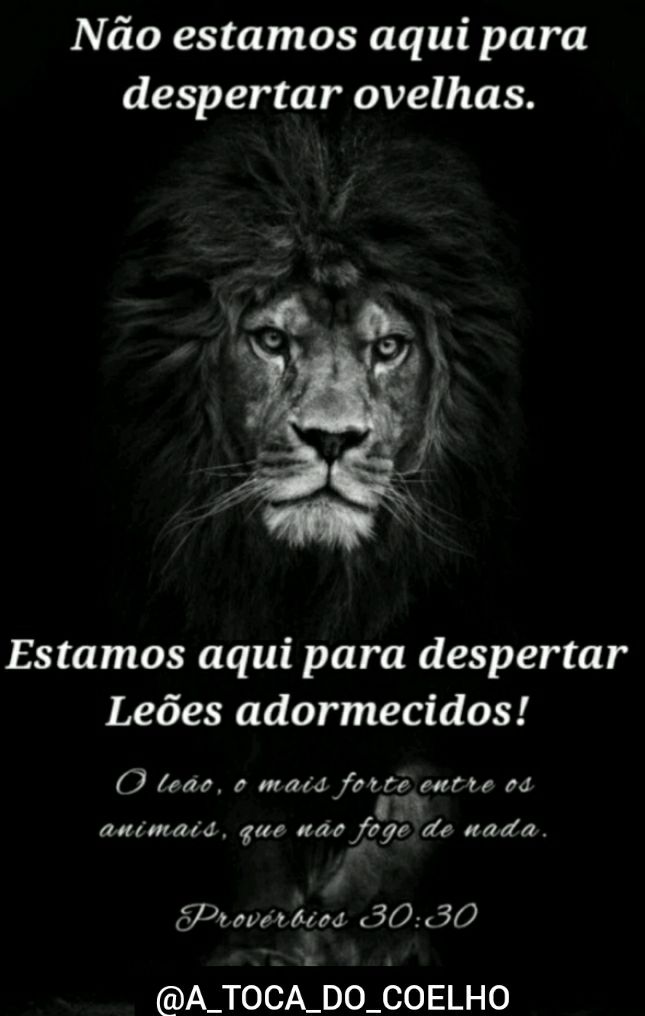 Não estamos aqui para
despertar ovelhas.
Estamos aqui para despertar
Leões adormecidos!
O leão, o mais forte entre os
animais, que não foge de nada.
Provérbios 30:30
@A_TOCA_DO_COELHO